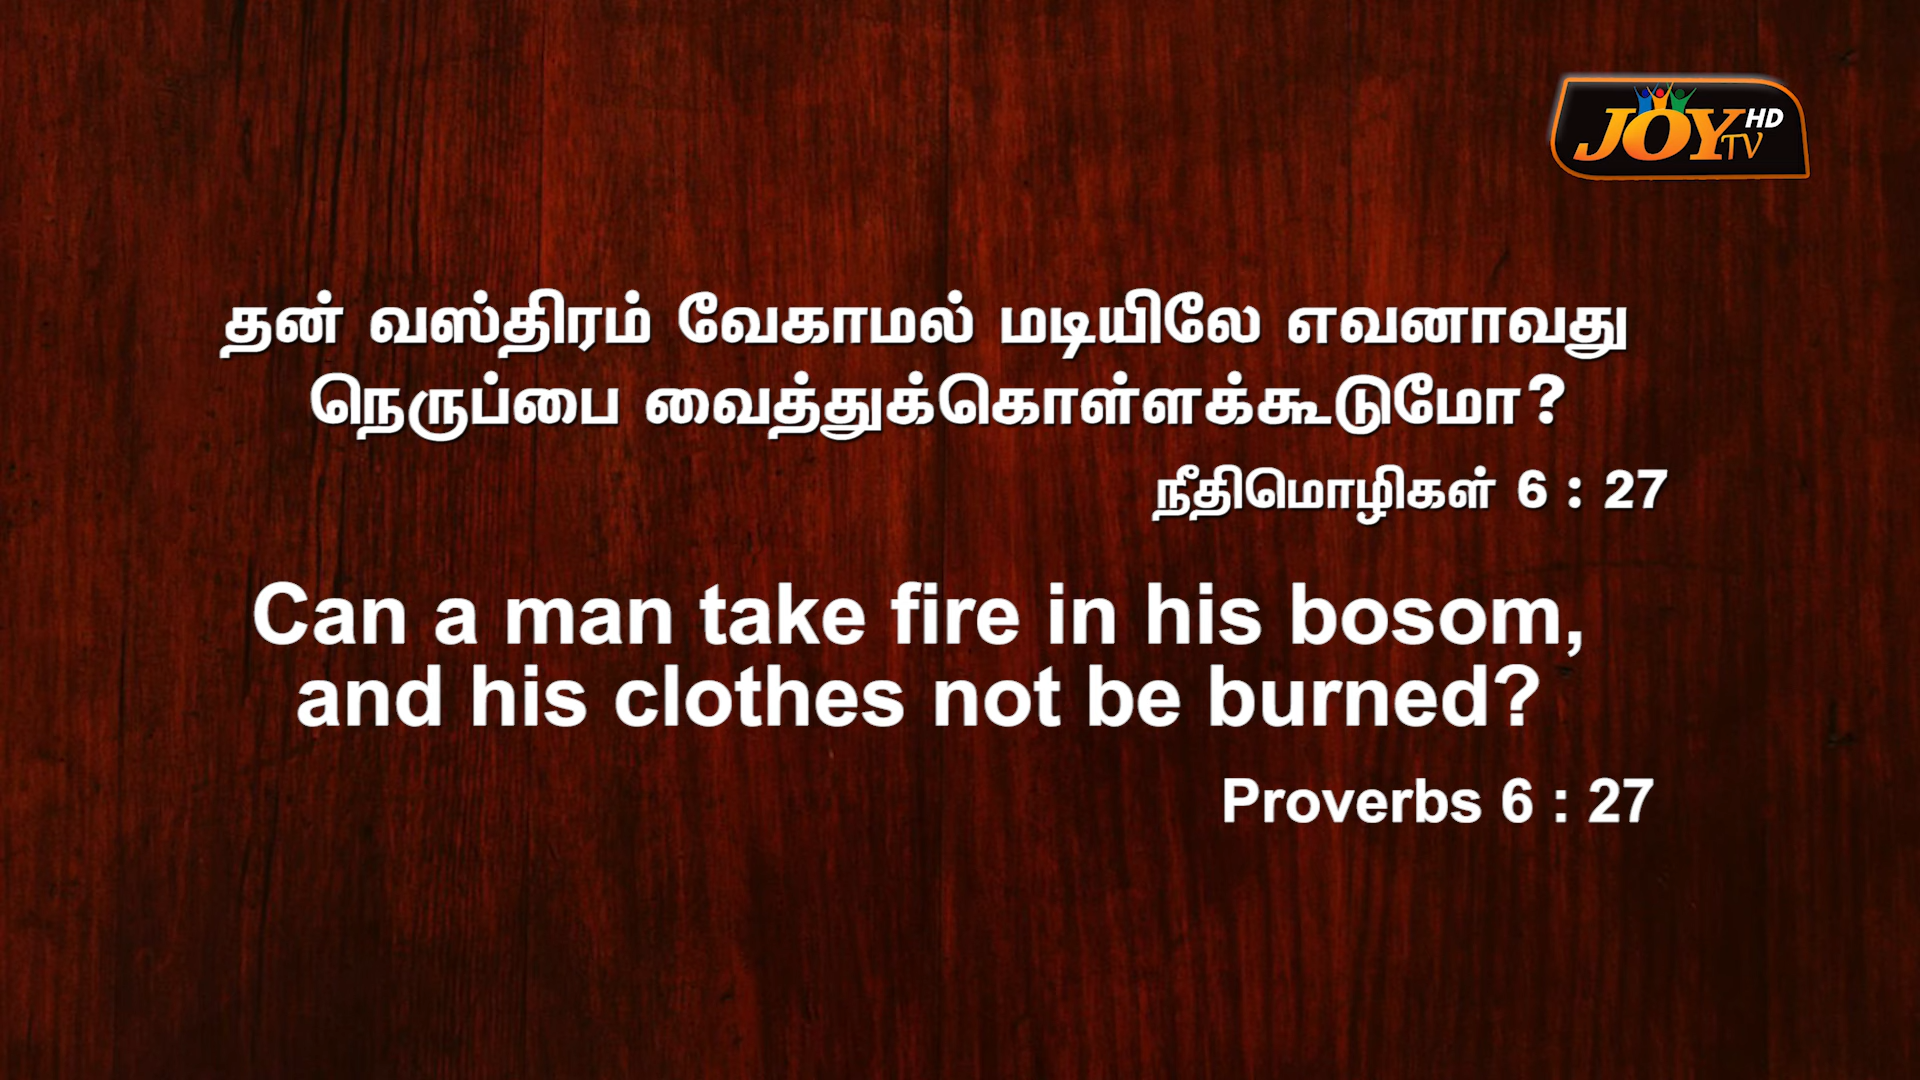 JOY HD
TV
தன் வஸ்திரம் வேகாமல் மடியிலே எவனாவது
நெருப்பை வைத்துக்கொள்ளக்கூடுமோ?
நீதிமொழிகள் 6 : 27
Can a man take fire in his bosom,
and his clothes not be burned?
Proverbs 6 : 27